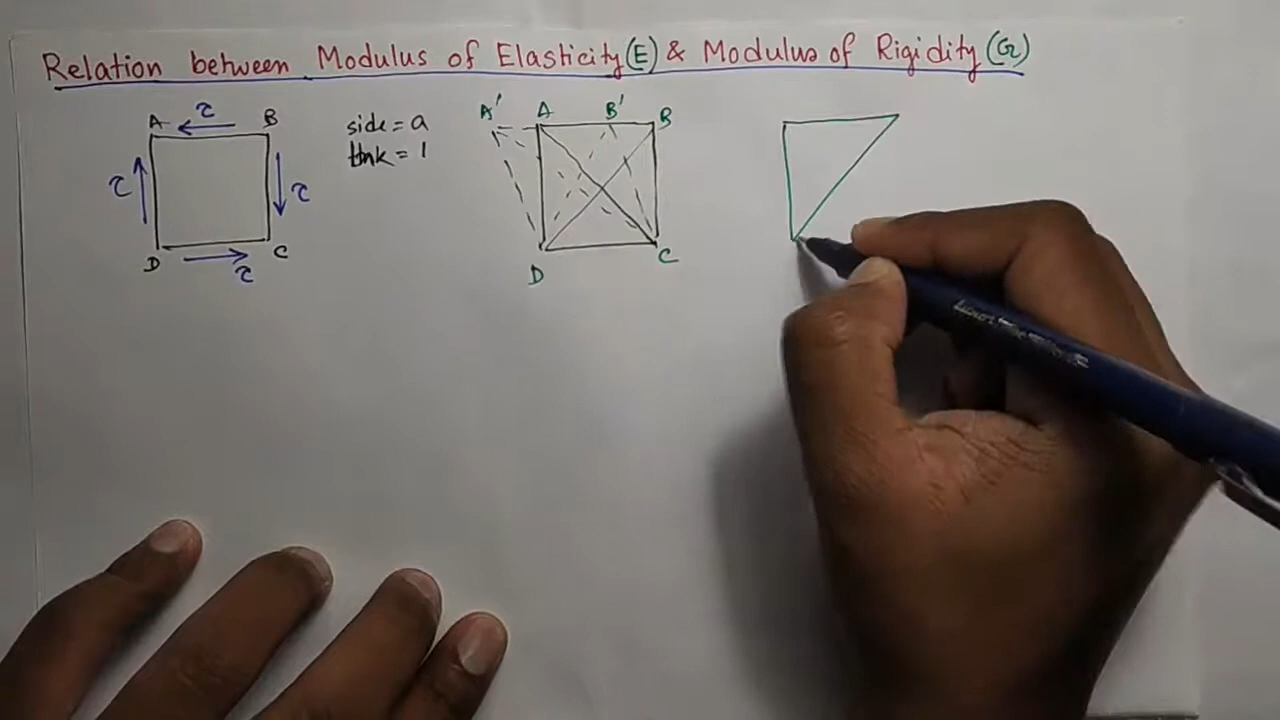 Relation between Modulus of Elasticity (E) & Modulus of Rigidity (G)
A τ B
τ τ
D τ C
side = a
thk = 1
A' A B' B
D C